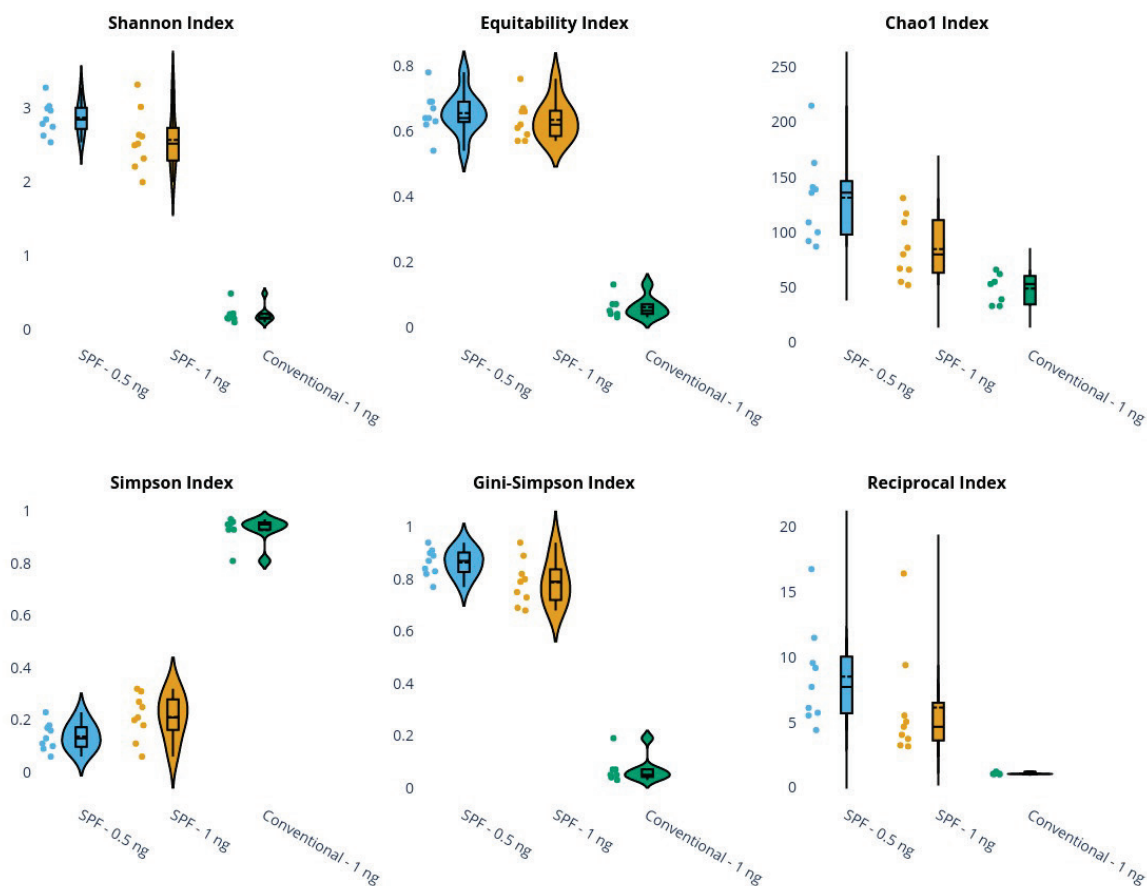 Shannon Index
3
2
1
0
SPF - 0.5 ng
SPF - 1 ng
Conventional - 1 ng
Equitability Index
0.8
0.6
0.4
0.2
0
SPF - 0.5 ng
SPF - 1 ng
Conventional - 1 ng
Chao1 Index
250
200
150
100
50
0
SPF - 0.5 ng
SPF - 1 ng
Conventional - 1 ng
Simpson Index
1
0.8
0.6
0.4
0.2
0
SPF - 0.5 ng
SPF - 1 ng
Conventional - 1 ng
Gini-Simpson Index
1
0.8
0.6
0.4
0.2
0
SPF - 0.5 ng
SPF - 1 ng
Conventional - 1 ng
Reciprocal Index
20
15
10
5
0
SPF - 0.5 ng
SPF - 1 ng
Conventional - 1 ng